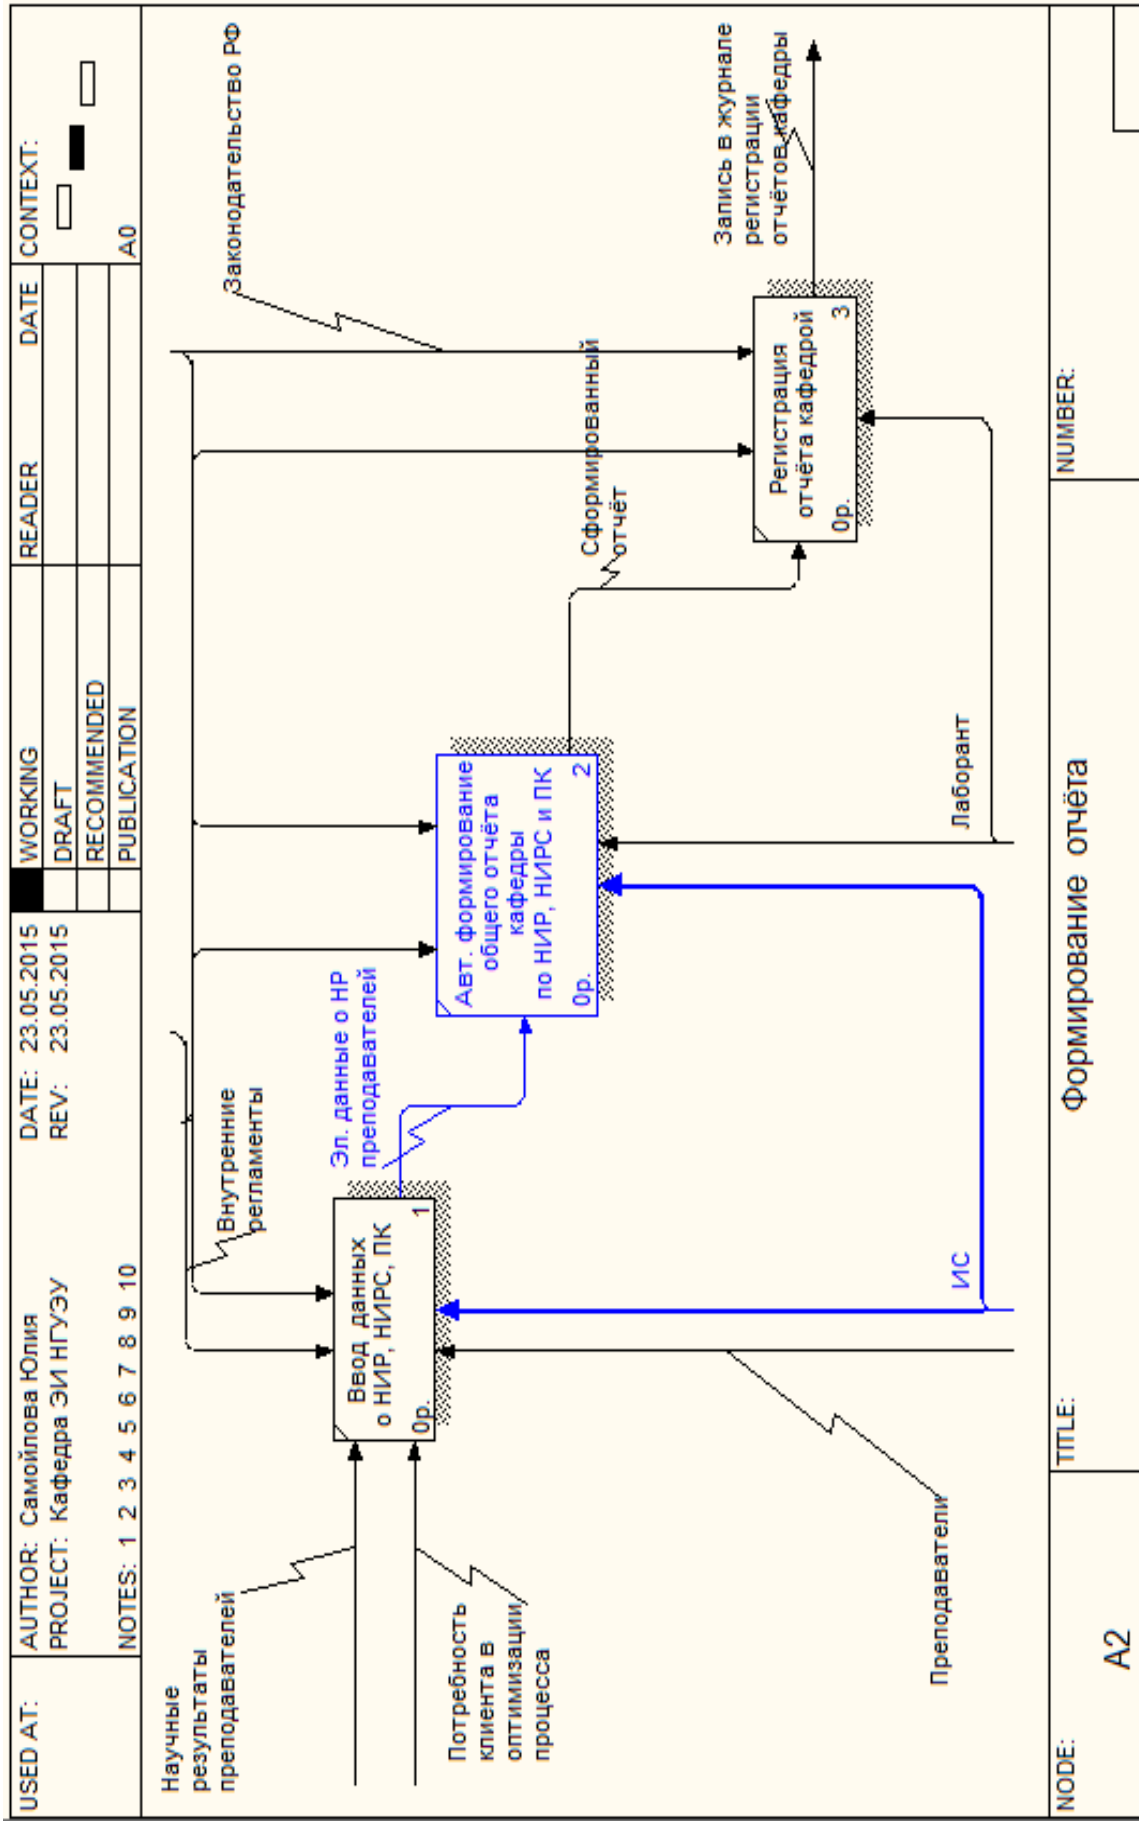 USED AT:
AUTHOR: Самойлова Юлия
PROJECT: Кафедра ЭИ НГУЭУ
NOTES: 1 2 3 4 5 6 7 8 9 10
DATE: 23.05.2015
REV: 23.05.2015
WORKING
DRAFT
RECOMMENDED
PUBLICATION
READER
DATE
CONTEXT:
A0
Научные
результаты
преподавателей
Потребность
клиента в
оптимизации
процесса
Внутренние
регламенты
Законодательство РФ
Ввод данных
о НИР, НИРС, ПК
0р.
1
Эл. данные о НР
преподавателей
Авт. формирование
общего отчёта
кафедры
по НИР, НИРС и ПК
0р.
2
Сформированный
отчёт
Регистрация
отчёта кафедрой
0р.
3
Запись в журнале
регистрации
отчётов кафедры
Преподаватели
ИС
Лаборант
NODE:
A2
TITLE:
Формирование отчёта
NUMBER: